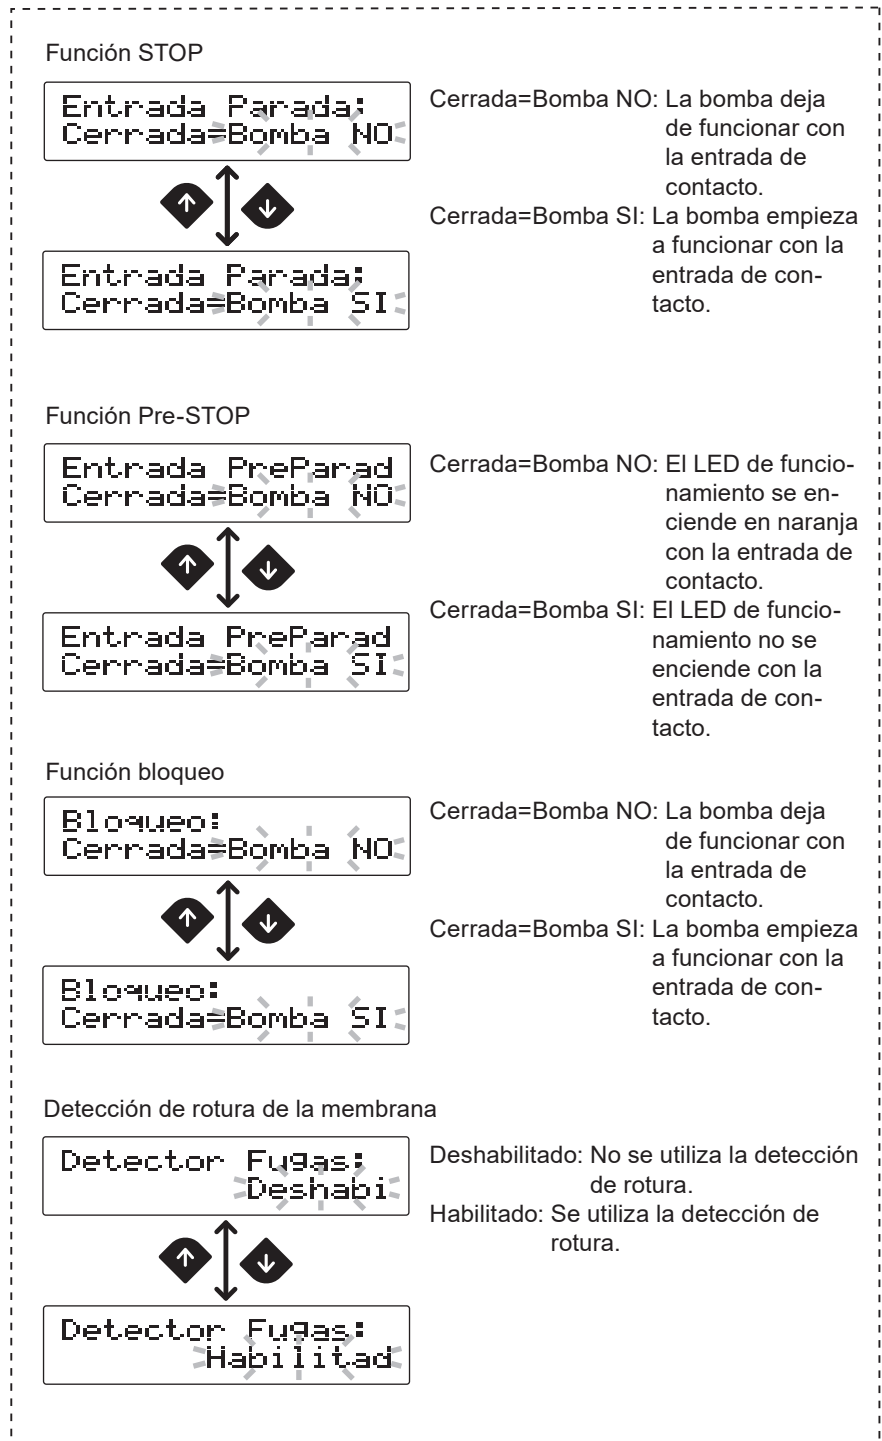 Función STOP
Entrada Parada:
Cerrada=Bomba NO
Cerrada=Bomba NO: La bomba deja
de funcionar con
la entrada de
contacto.
Entrada Parada:
Cerrada=Bomba SI
Cerrada=Bomba SI: La bomba empieza
a funcionar con la
entrada de con-
tacto.
Función Pre-STOP
Entrada PreParad
Cerrada=Bomba NO
Cerrada=Bomba NO: El LED de funcio-
namiento se en-
ciende en naranja
con la entrada de
contacto.
Entrada PreParad
Cerrada=Bomba SI
Cerrada=Bomba SI: El LED de funcio-
namiento no se
enciende con la
entrada de con-
tacto.
Función bloqueo
Bloqueo:
Cerrada=Bomba NO
Cerrada=Bomba NO: La bomba deja
de funcionar con
la entrada de
contacto.
Bloqueo:
Cerrada=Bomba SI
Cerrada=Bomba SI: La bomba empieza
a funcionar con la
entrada de con-
tacto.
Detección de rotura de la membrana
Detector Fugas:
Deshabi
Deshabilitado: No se utiliza la detección
de rotura.
Habilitado: Se utiliza la detección de
rotura.
Detector Fugas:
Habilitad